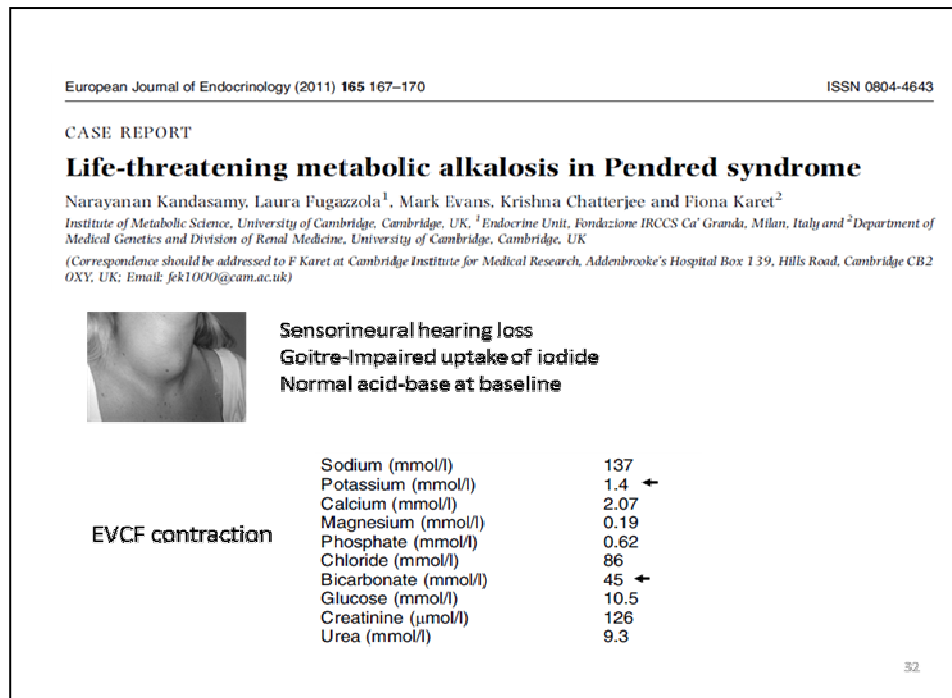 European Journal of Endocrinology (2011) 165 167–170 ISSN 0804-4643
CASE REPORT
Life-threatening metabolic alkalosis in Pendred syndrome
Narayanan Kandasamy, Laura Fugazzola1, Mark Evans, Krishna Chatterjee and Fiona Karet2
Institute of Metabolic Science, University of Cambridge, Cambridge, UK, 1Endocrine Unit, Fondazione IRCCS Ca' Granda, Milan, Italy and 2Department of
Medical Genetics and Division of Renal Medicine, University of Cambridge, Cambridge, UK
(Correspondence should be addressed to F Karet at Cambridge Institute for Medical Research, Addenbrooke's Hospital Box 139, Hills Road, Cambridge CB2
OXY, UK; Email: fek1000@cam.ac.uk)
Sensorineural hearing loss
Goitre-Impaired uptake of iodide
Normal acid-base at baseline
Sodium (mmol/l) 137
Potassium (mmol/l) 1.4 ←
Calcium (mmol/l) 2.07
Magnesium (mmol/l) 0.19
EVCF contraction
Phosphate (mmol/l) 0.62
Chloride (mmol/l) 86
Bicarbonate (mmol/l) 45 ←
Glucose (mmol/l) 10.5
Creatinine (μmol/l) 126
Urea (mmol/l) 9.3
32